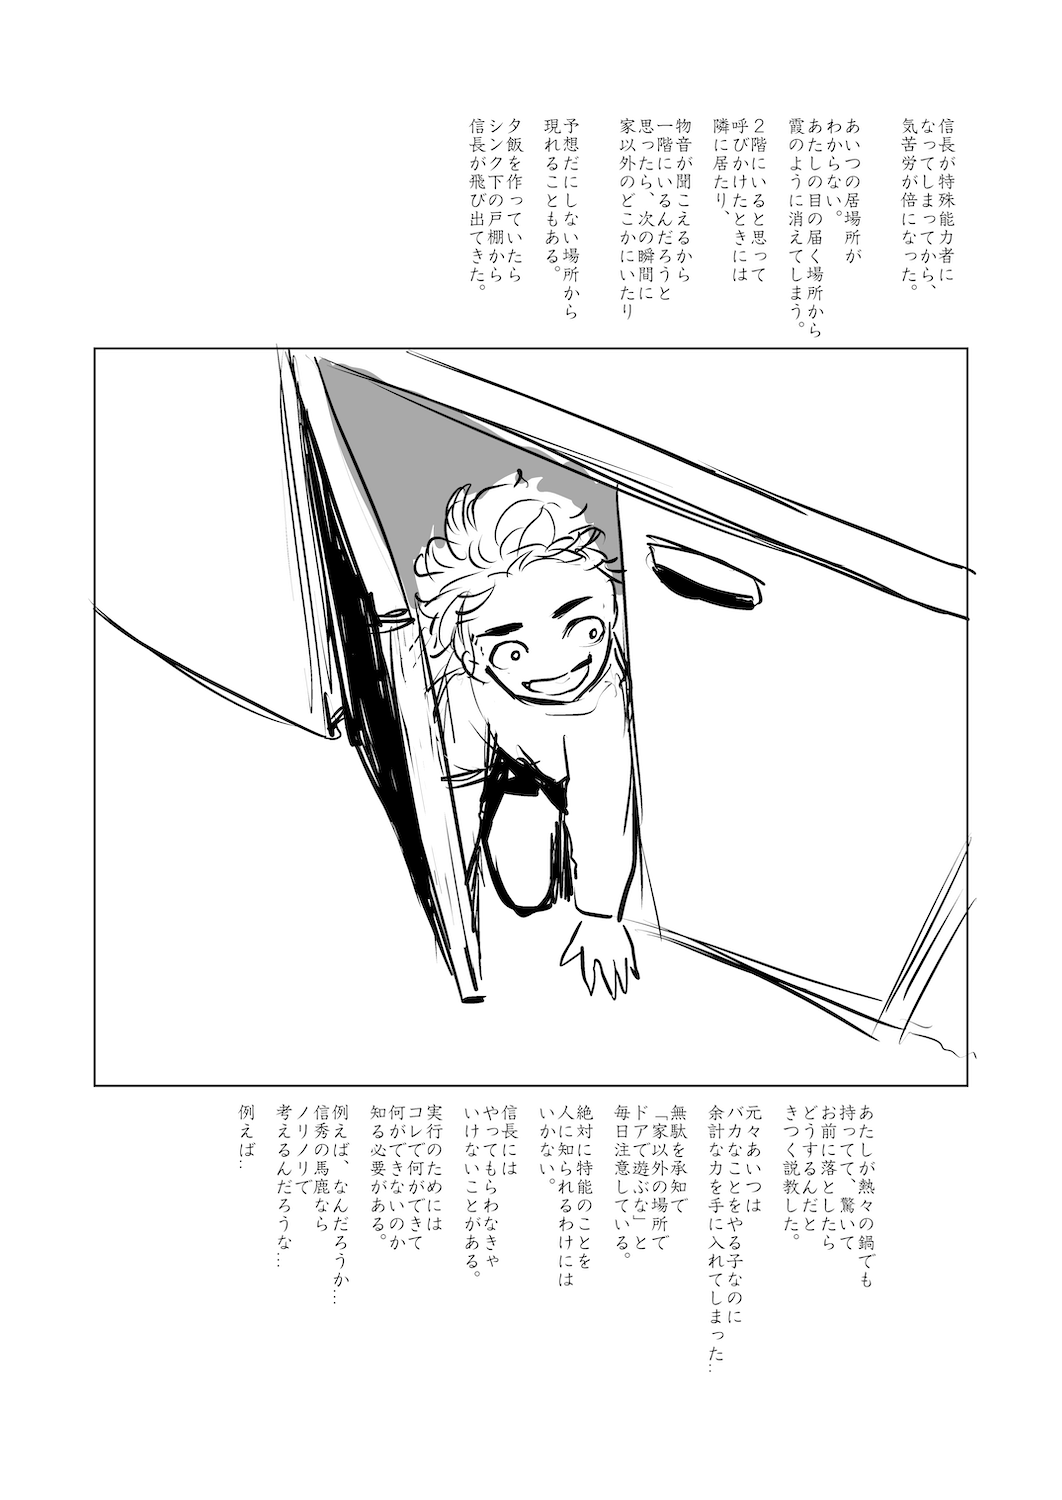 信長が特殊能力者に
なってしまってから、
気苦労が倍になった。
あいつの居場所が
わからない。
あたしの目の届く場所から
霞のように消えてしまう。
２階にいると思って
呼びかけたときには
隣に居たり、
物音が聞こえるから
一階にいるんだろうと
思ったら、次の瞬間に
家以外のどこかにいたり
予想だにしない場所から
現れることもある。
夕飯を作っていたら
シンク下の戸棚から
信長が飛び出てきた。
あたしが熱々の鍋でも
持ってて、驚いて
お前に落としたら
どうするんだと
きつく説教した。
元々あいつは
バカなことをやる子なのに
余計な力を手に入れてしまった…
無駄を承知で
「家以外の場所で
ドアで遊ぶな」と
毎日注意している。
絶対に特能のことを
人に知られるわけには
いかない。
信長には
やってもらわなきゃ
いけないことがある。
実行のためには
コレで何ができて
何ができないのか
知る必要がある。
例えば、なんだろうか…
信秀の馬鹿なら
ノリノリで
考えるんだろうな…
例えば…